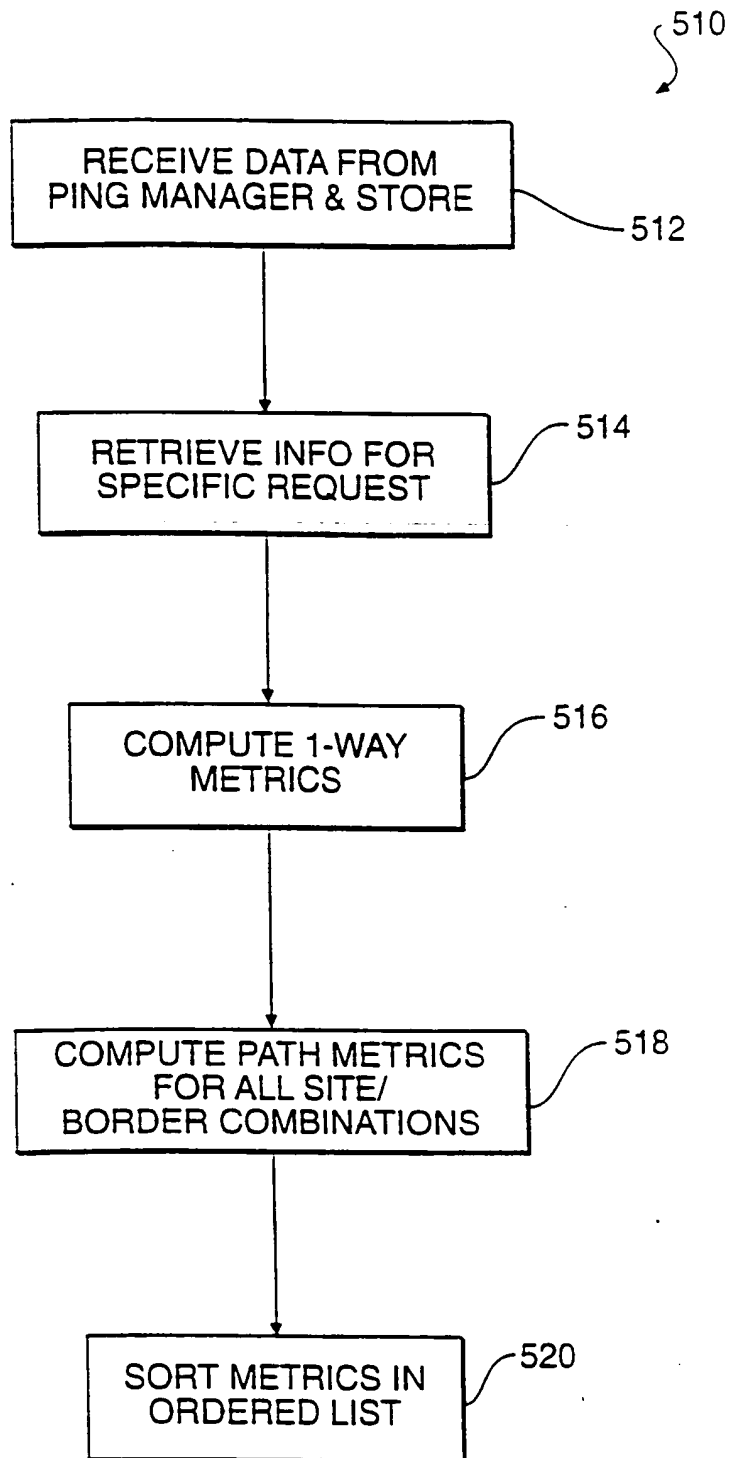 510
RECEIVE DATA FROM
PING MANAGER & STORE
512
RETRIEVE INFO FOR
SPECIFIC REQUEST
514
COMPUTE 1-WAY
METRICS
516
COMPUTE PATH METRICS
FOR ALL SITE/
BORDER COMBINATIONS
518
SORT METRICS IN
ORDERED LIST
520